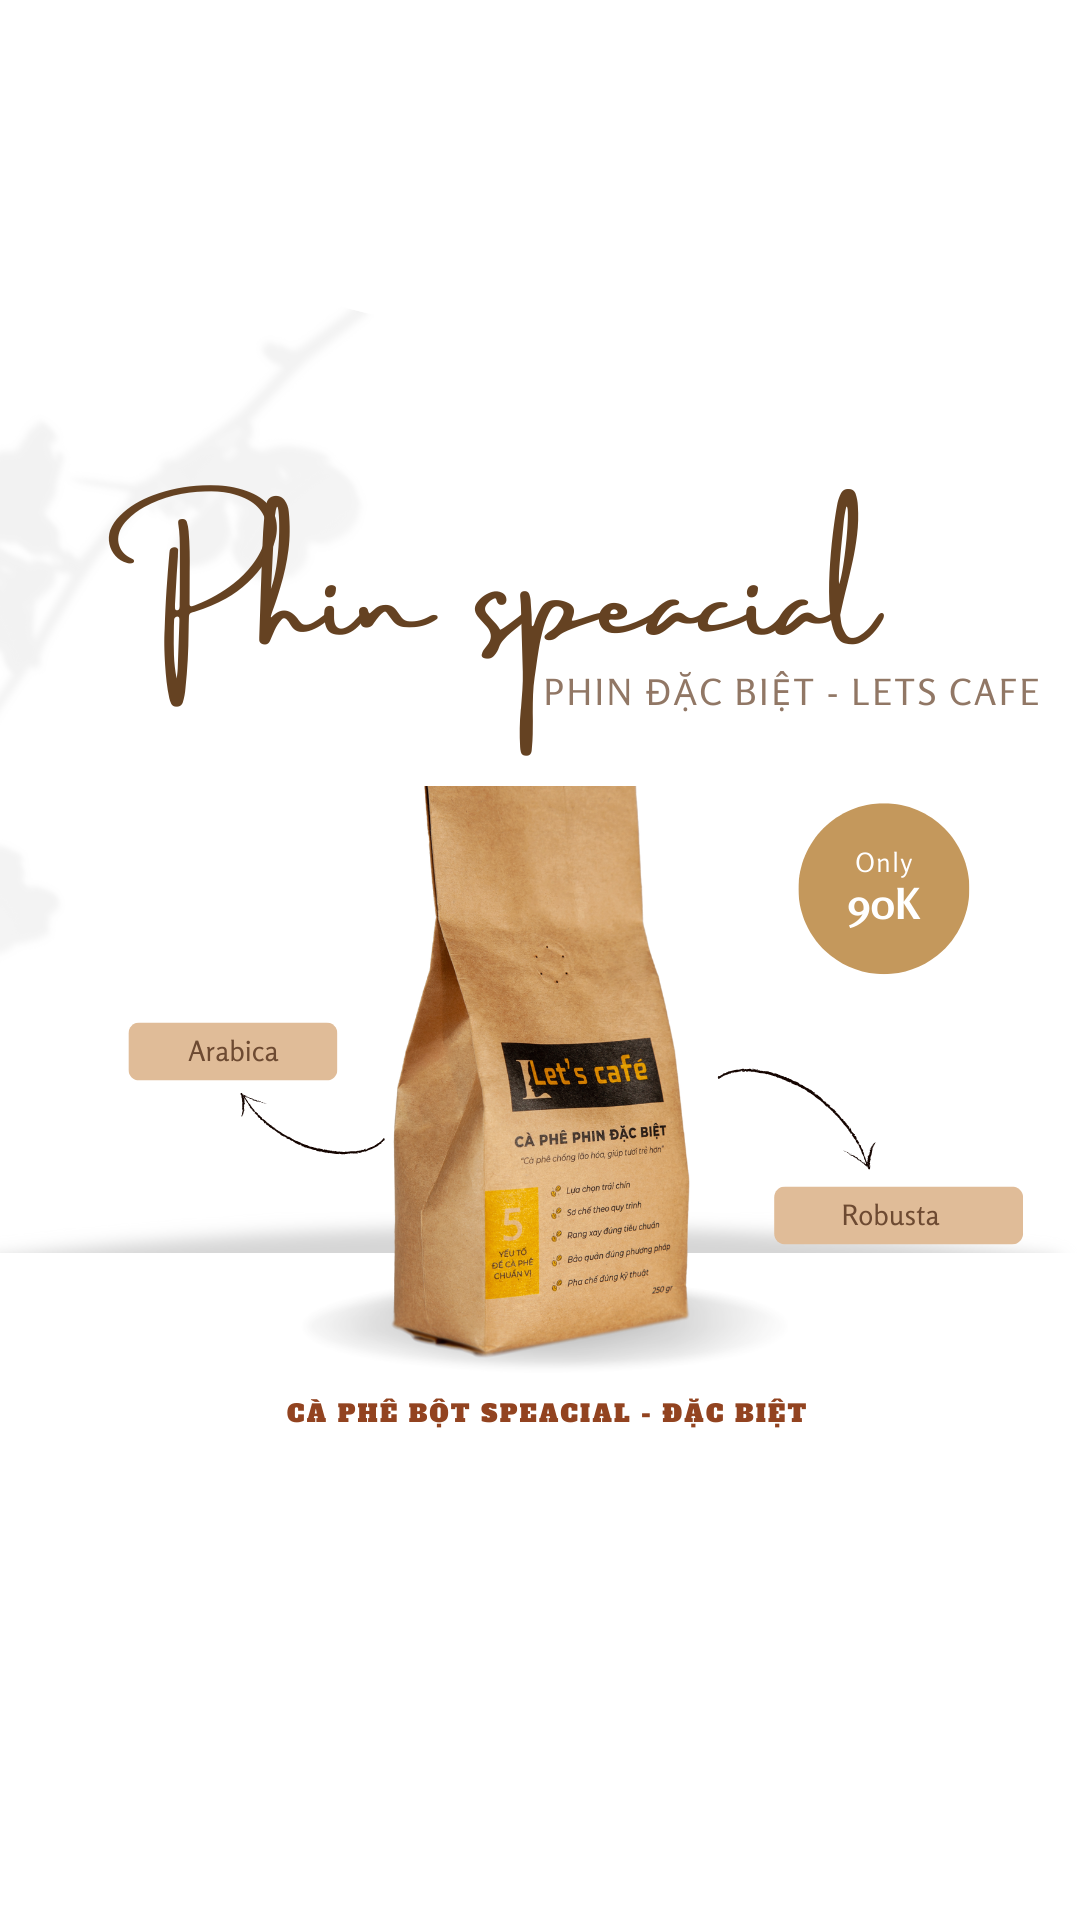 Phin speacial
PHIN ĐẶC BIỆT - LETS CAFE
Only
90K
Arabica
Let's café
CÀ PHÊ PHIN ĐẶC BIỆT
"Cà phê chống lão hóa, giúp tươi trẻ hơn"
5
YẾU TỐ
ĐỂ CÀ PHÊ
CHUẨN VỊ
Lựa chọn trái chín
Sơ chế theo quy trình
Rang xay đúng tiêu chuẩn
Bảo quản đúng phương pháp
Pha chế đúng kỹ thuật
250 gr
Robusta
CÀ PHÊ BỘT SPEACIAL - ĐẶC BIỆT